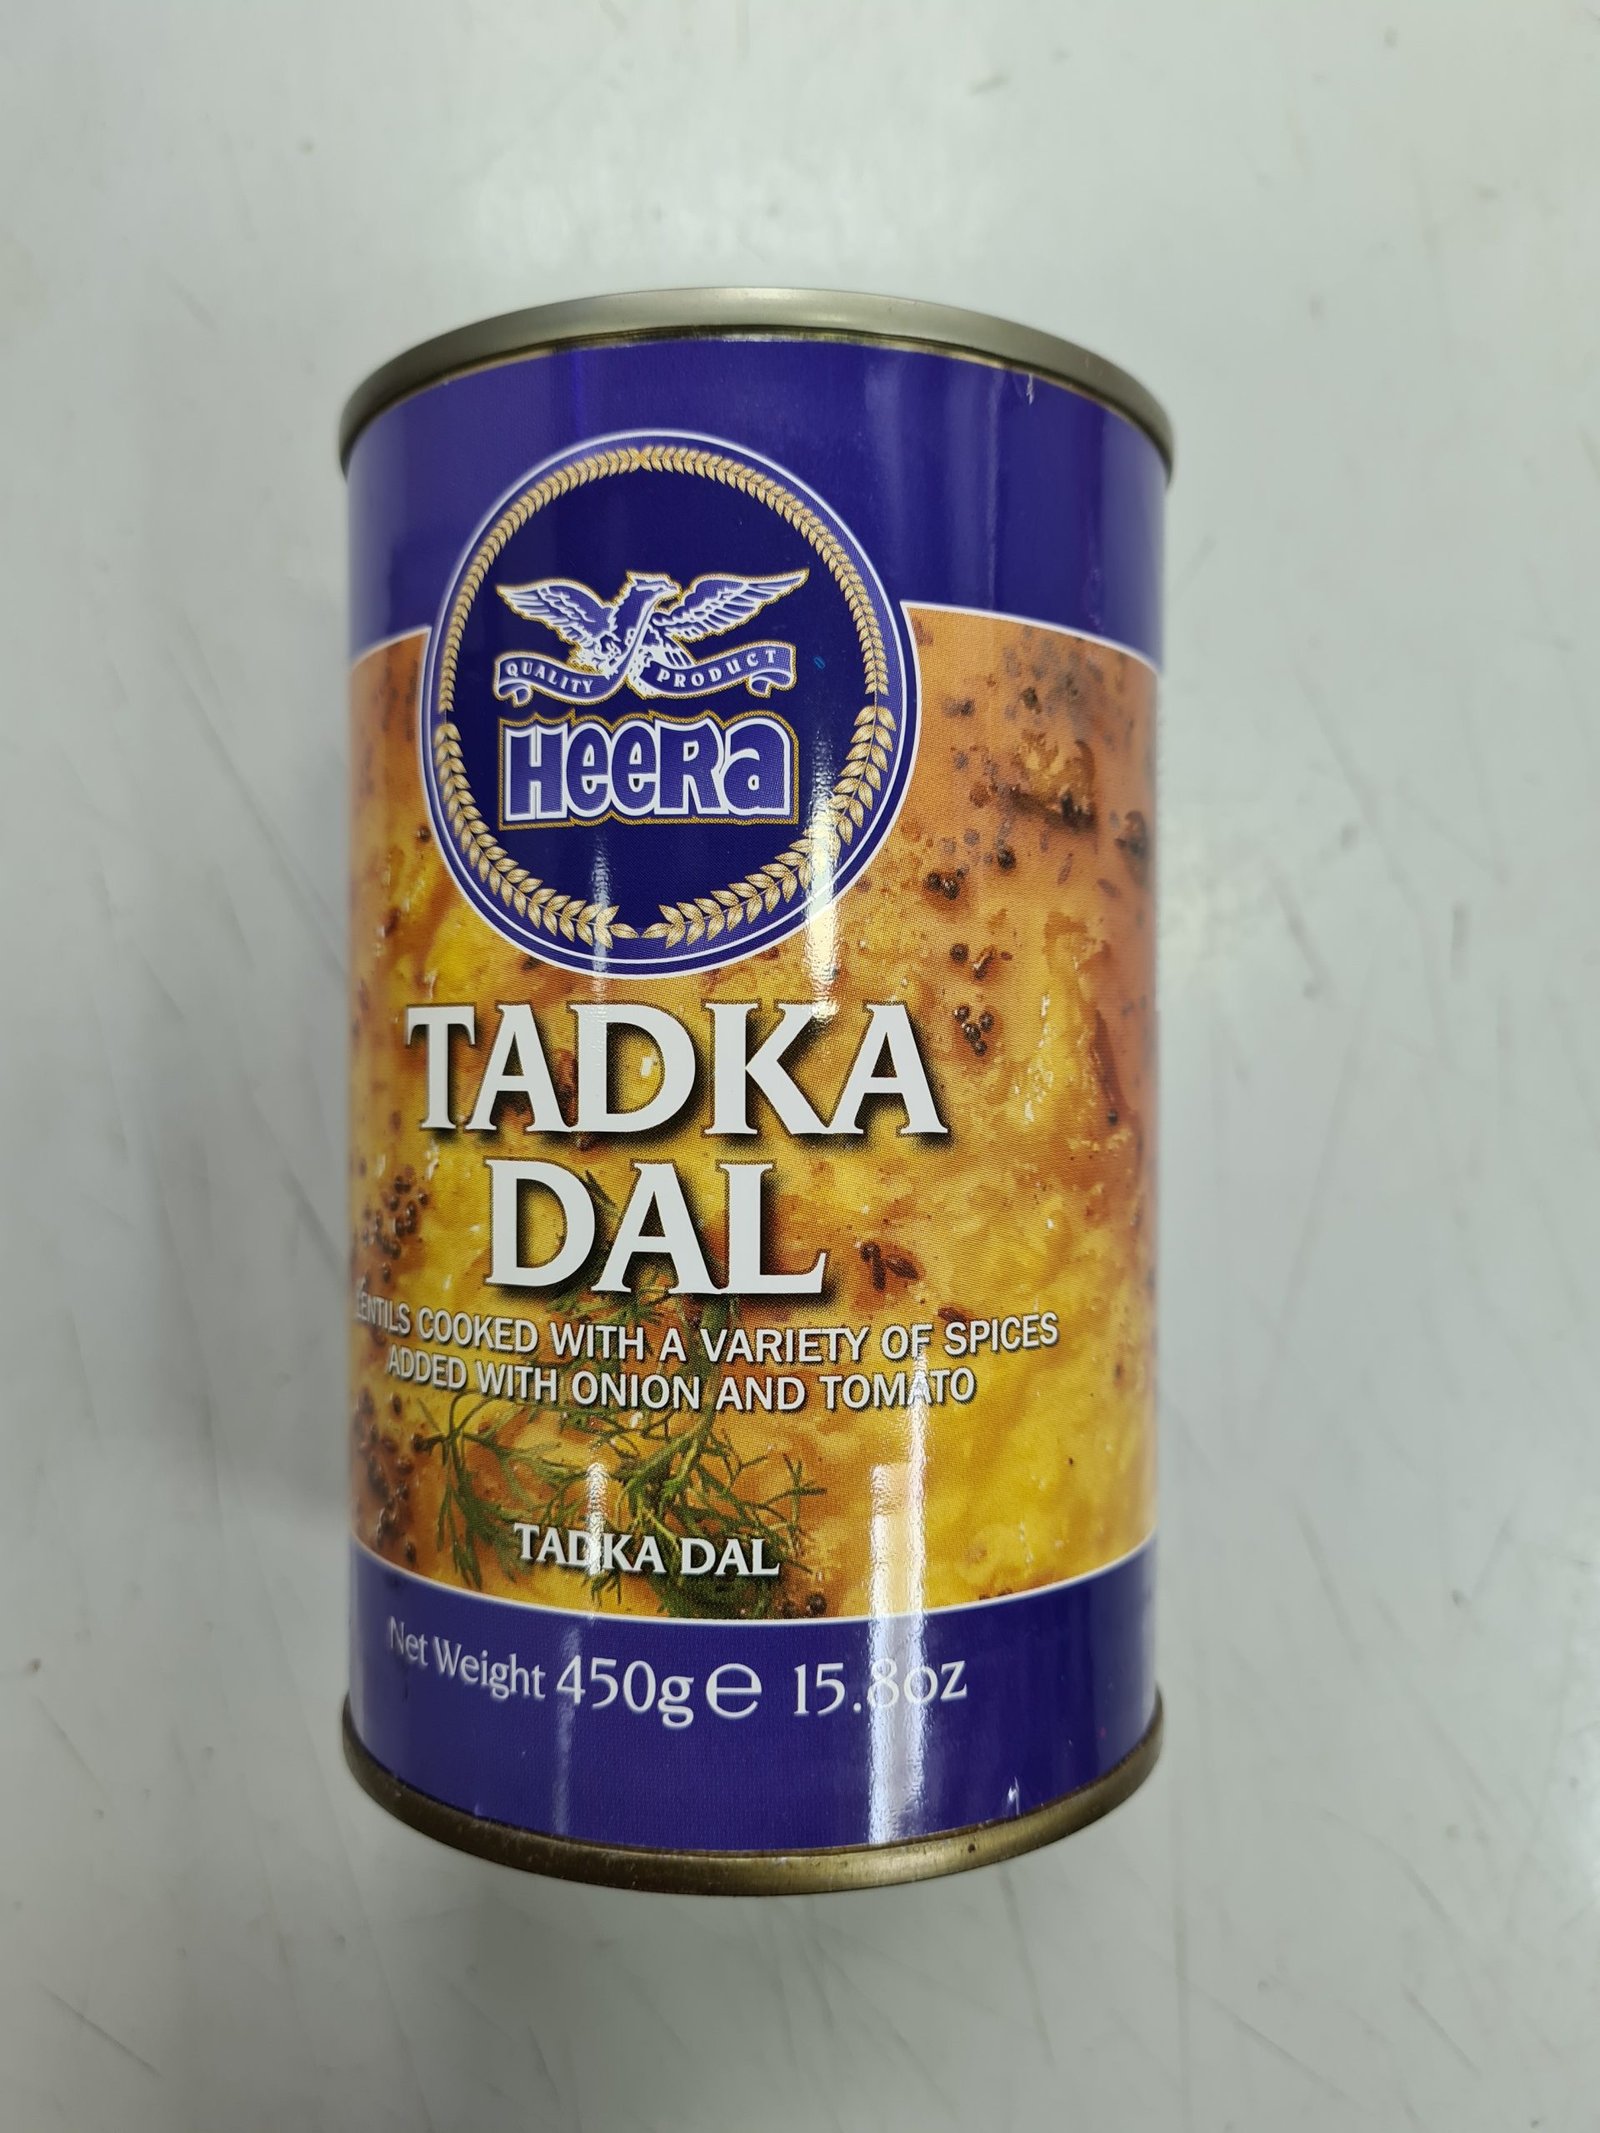 QUALITY PRODUCT
HEERA
TADKA
DAL
LENTILS COOKED WITH A VARIETY OF SPICES
ADDED WITH ONION AND TOMATO
TADKA DAL
Net Weight 450g e 15.8oz